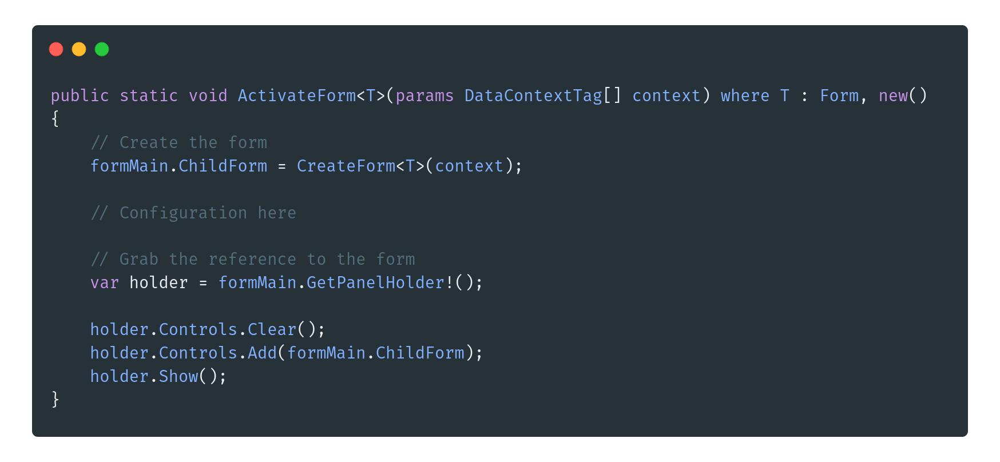 public static void ActivateForm<T>(params DataContextTag[] context) where T : Form, new()
{
    // Create the form
    formMain.ChildForm = CreateForm<T>(context);

    // Configuration here

    // Grab the reference to the form
    var holder = formMain.GetPanelHolder!();

    holder.Controls.Clear();
    holder.Controls.Add(formMain.ChildForm);
    holder.Show();
}